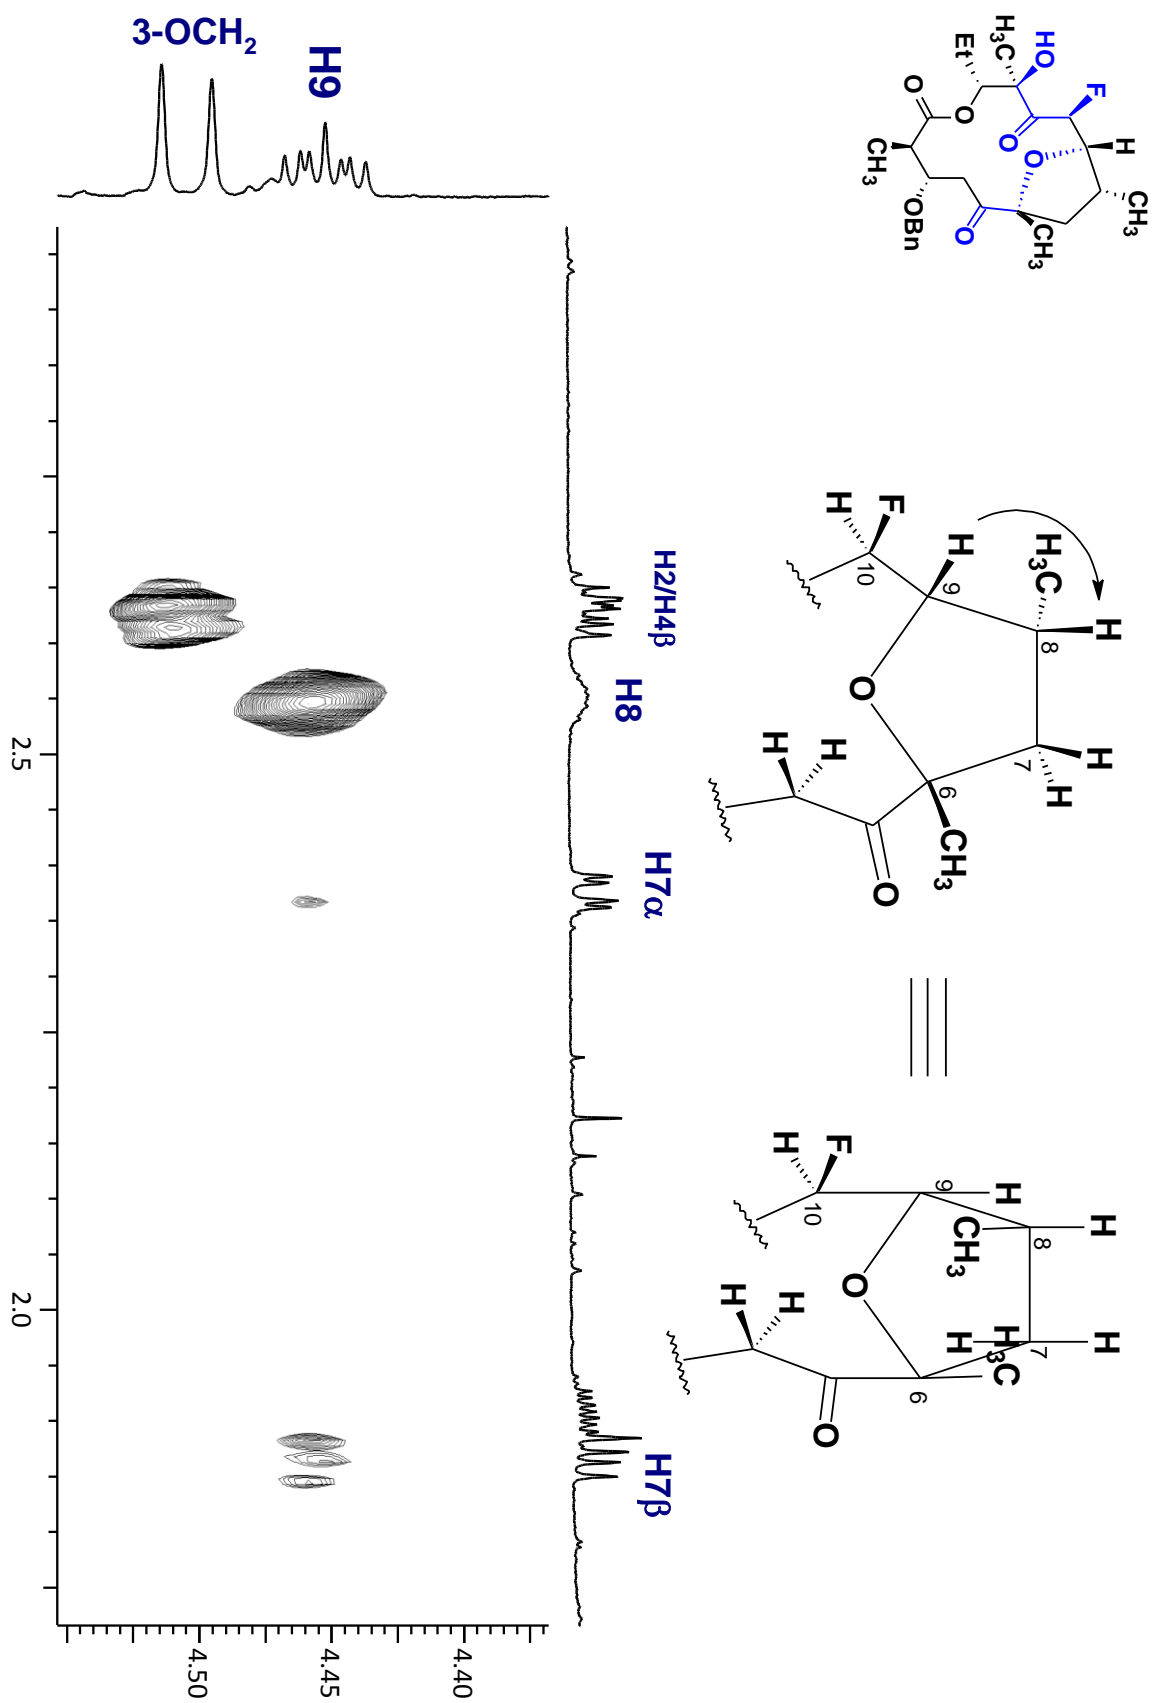 3-OCH2
H9
H3C
HO
Et
F
O
O
O
H
O
CH3
OBn
O
CH3
CH3
H
F
H
H3C
H
10
9
8
O
H
H
7
H
H
6
CH3
O
H
F
10
9
H
CH3
8
H
O
H
H
H
H3C
7
H
6
O
H2/H4β
H8
H7α
H7β
2.5
2.0
4.50
4.45
4.40